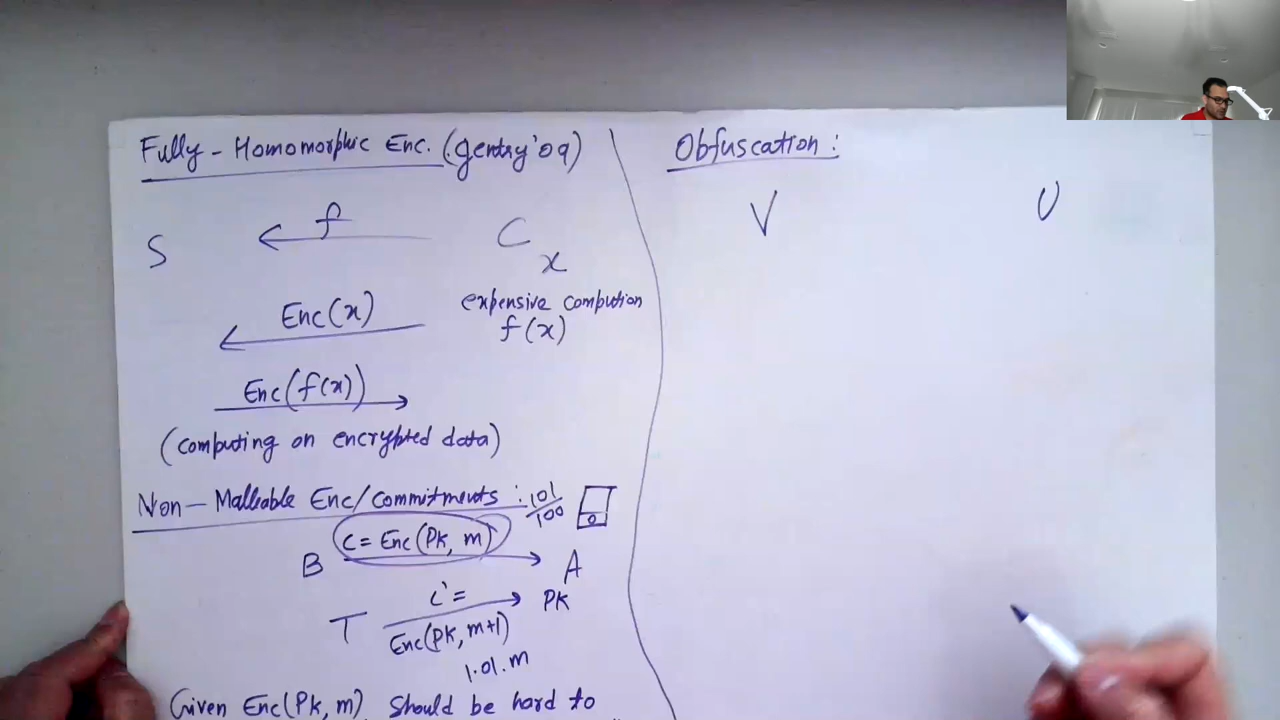 Fully-Homomorphic Enc. (Gentry'09)
S f C
x
Enc(x) expensive compution
f(x)
Enc(f(x))
(computing on encrypted data)
Non-Malleable Enc/Commitments : 101/100
B C = Enc(PK, m) A
T c' = PK
Enc(PK, m+1)
1.01.m
Given Enc(PK, m) should be hard to
Obfuscation :
V U